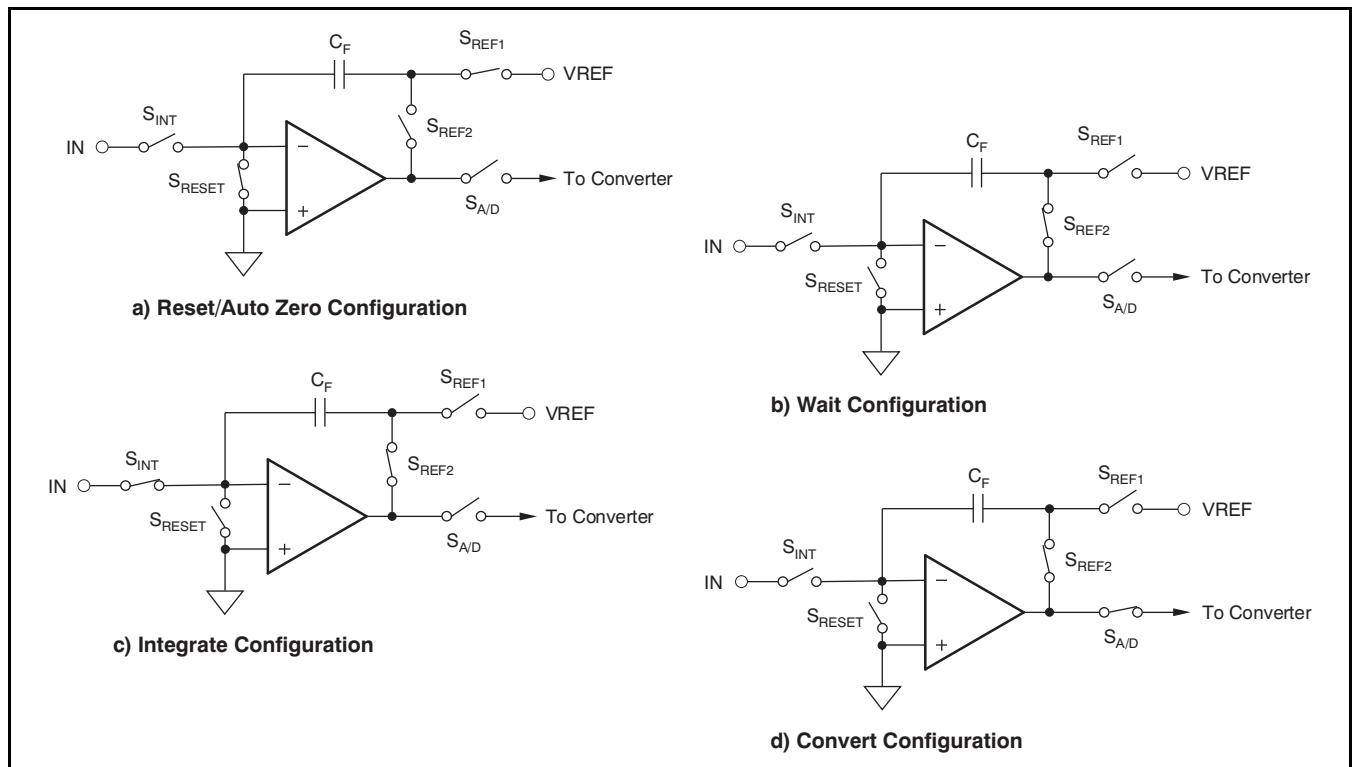 C_F
S_REF1
VREF
S_INT
IN
S_REF2
S_RESET
To Converter
S_A/D
a) Reset/Auto Zero Configuration
C_F
S_REF1
VREF
S_INT
IN
S_REF2
S_RESET
To Converter
S_A/D
b) Wait Configuration
C_F
S_REF1
VREF
S_INT
IN
S_REF2
S_RESET
To Converter
S_A/D
c) Integrate Configuration
C_F
S_REF1
VREF
S_INT
IN
S_REF2
S_RESET
To Converter
S_A/D
d) Convert Configuration